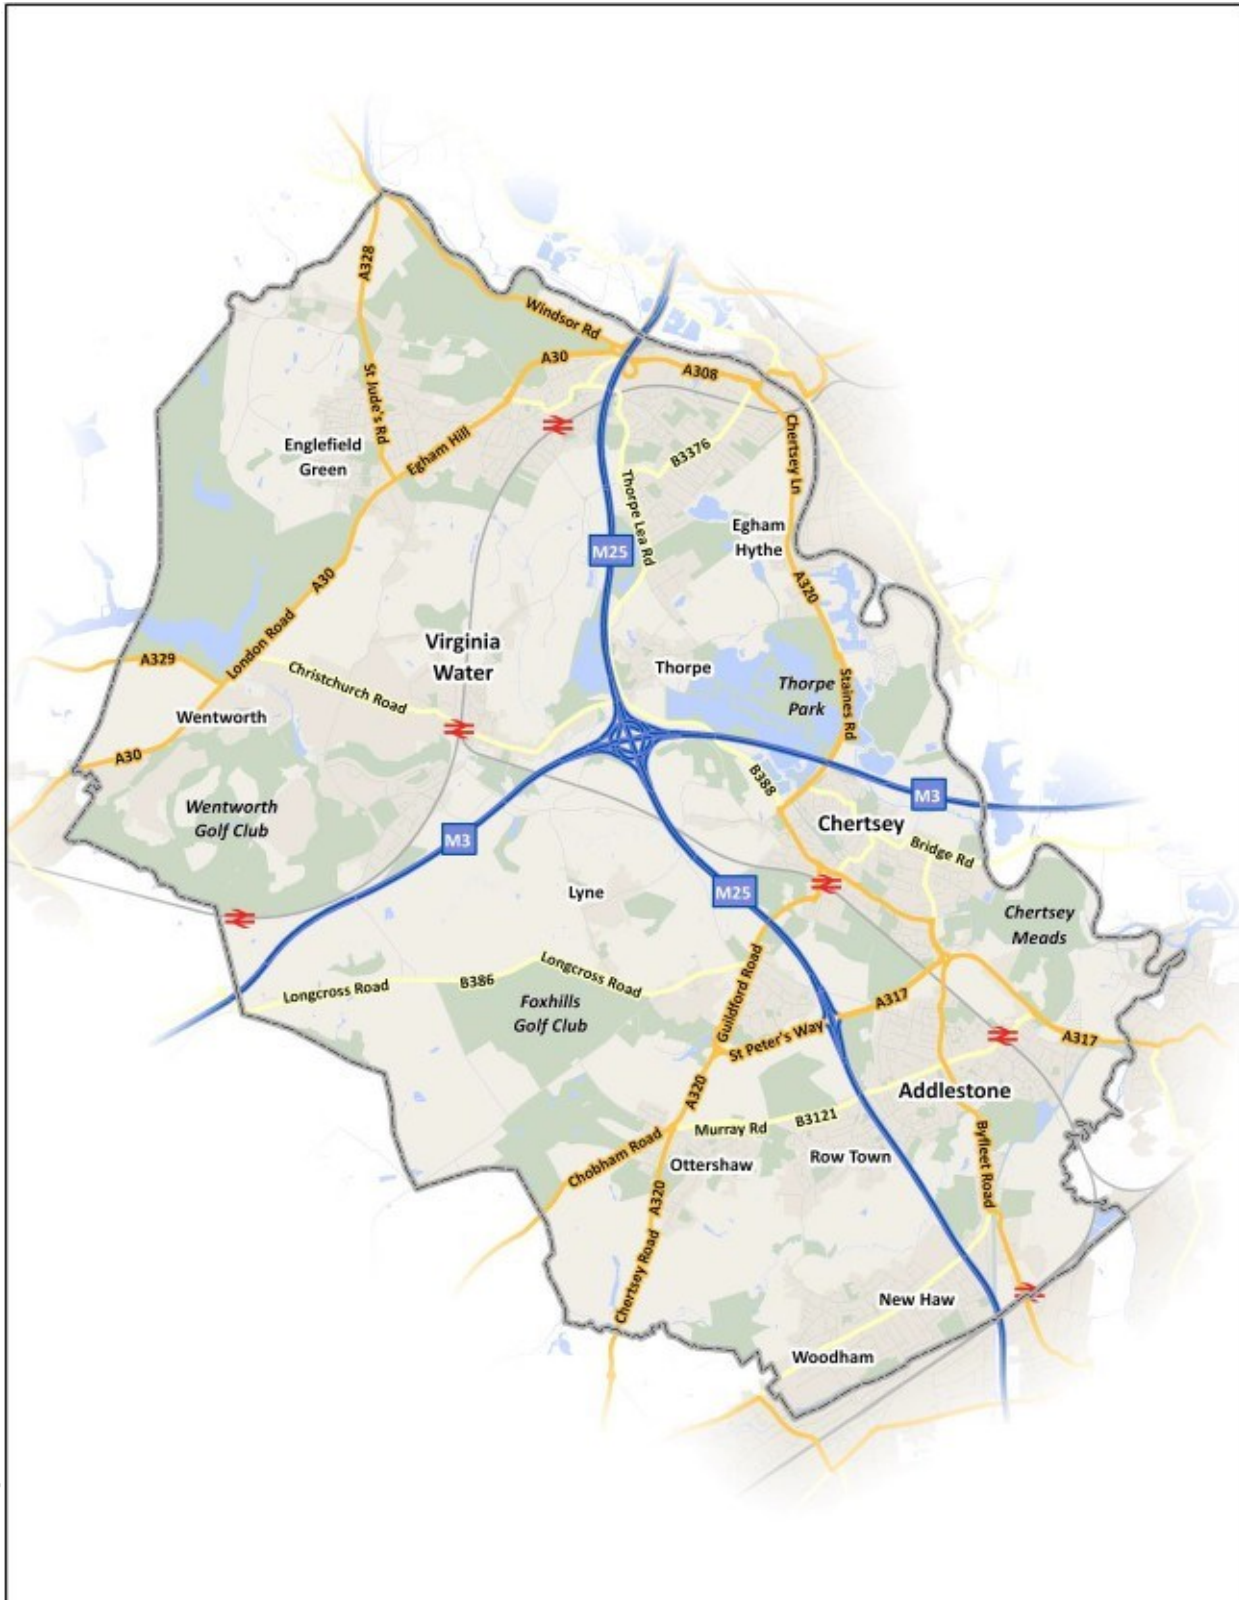 A328
Windsor Rd
A30
A308
St Jude's Rd
Egham Hill
Chertsey Ln
B3376
Englefield
Green
Thorpe Lea Rd
Egham
Hythe
M25
A30
A320
London Road
Virginia
Water
A329
Christchurch Road
Thorpe
Thorpe
Park
Staines Rd
Wentworth
A30
B388
M3
Wentworth
Golf Club
Chertsey
M3
Bridge Rd
Lyne
M25
Chertsey
Meads
Longcross Road
B386
Longcross Road
Foxhills
Golf Club
Guildford Road
A317
St Peter's Way
A317
A320
Addlestone
Murray Rd
B3121
Chobham Road
Ottershaw
Row Town
Byfleet Road
A320
Chertsey Road
New Haw
Woodham